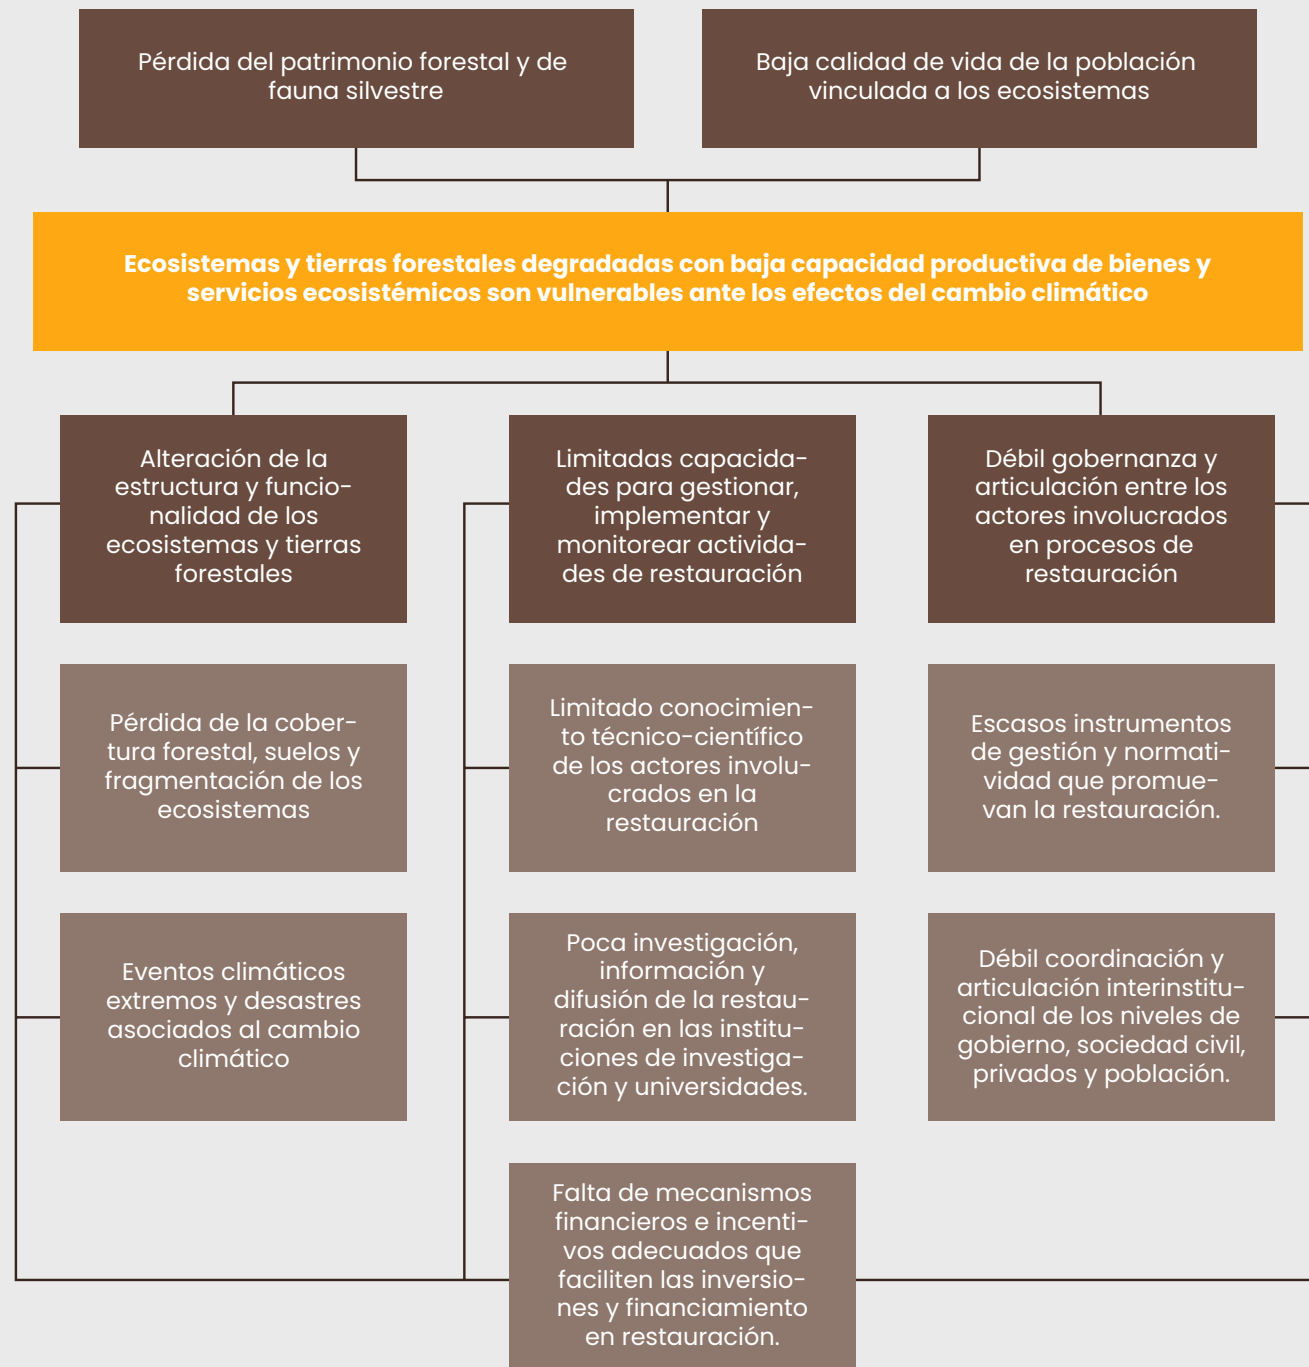 Pérdida del patrimonio forestal y de
fauna silvestre
Baja calidad de vida de la población
vinculada a los ecosistemas
Ecosistemas y tierras forestales degradadas con baja capacidad productiva de bienes y
servicios ecosistémicos son vulnerables ante los efectos del cambio climático
Alteración de la
estructura y funcio-
nalidad de los
ecosistemas y tierras
forestales
Limitadas capacida-
des para gestionar,
implementar y
monitorear activida-
des de restauración
Débil gobernanza y
articulación entre los
actores involucrados
en procesos de
restauración
Pérdida de la cober-
tura forestal, suelos y
fragmentación de los
ecosistemas
Limitado conocimien-
to técnico-científico
de los actores involu-
crados en la
restauración
Escasos instrumentos
de gestión y normati-
vidad que promue-
van la restauración.
Eventos climáticos
extremos y desastres
asociados al cambio
climático
Poca investigación,
información y
difusión de la restau-
ración en las institu-
ciones de investiga-
ción y universidades.
Débil coordinación y
articulación interinstitu-
cional de los niveles de
gobierno, sociedad civil,
privados y población.
Falta de mecanismos
financieros e incenti-
vos adecuados que
faciliten las inversio-
nes y financiamiento
en restauración.